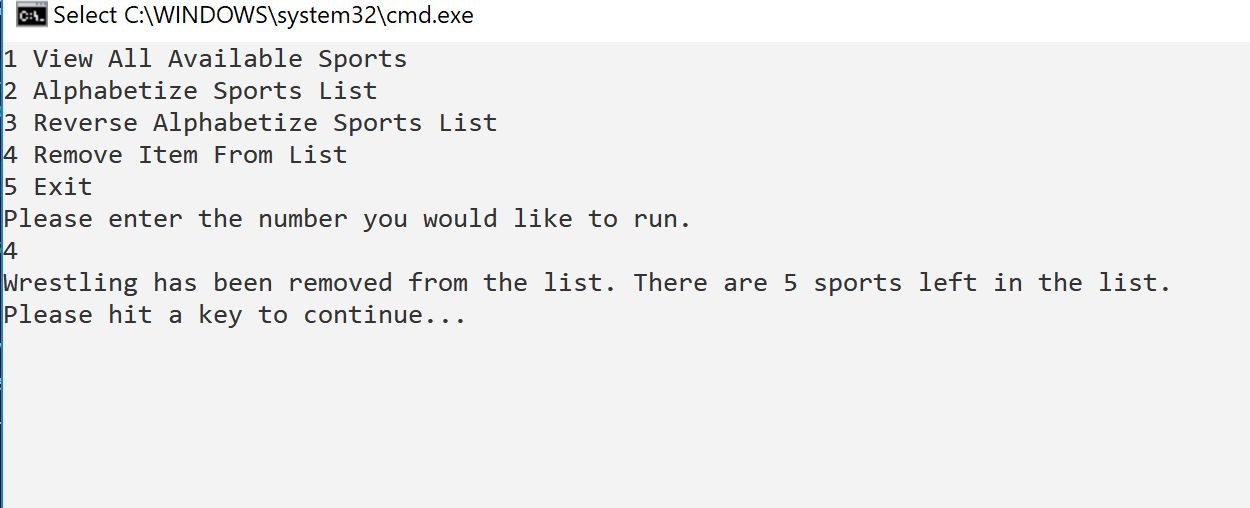 Select C:\WINDOWS\system32\cmd.exe
1 View All Available Sports
2 Alphabetize Sports List
3 Reverse Alphabetize Sports List
4 Remove Item From List
5 Exit
Please enter the number you would like to run.
4
Wrestling has been removed from the list. There are 5 sports left in the list.
Please hit a key to continue...